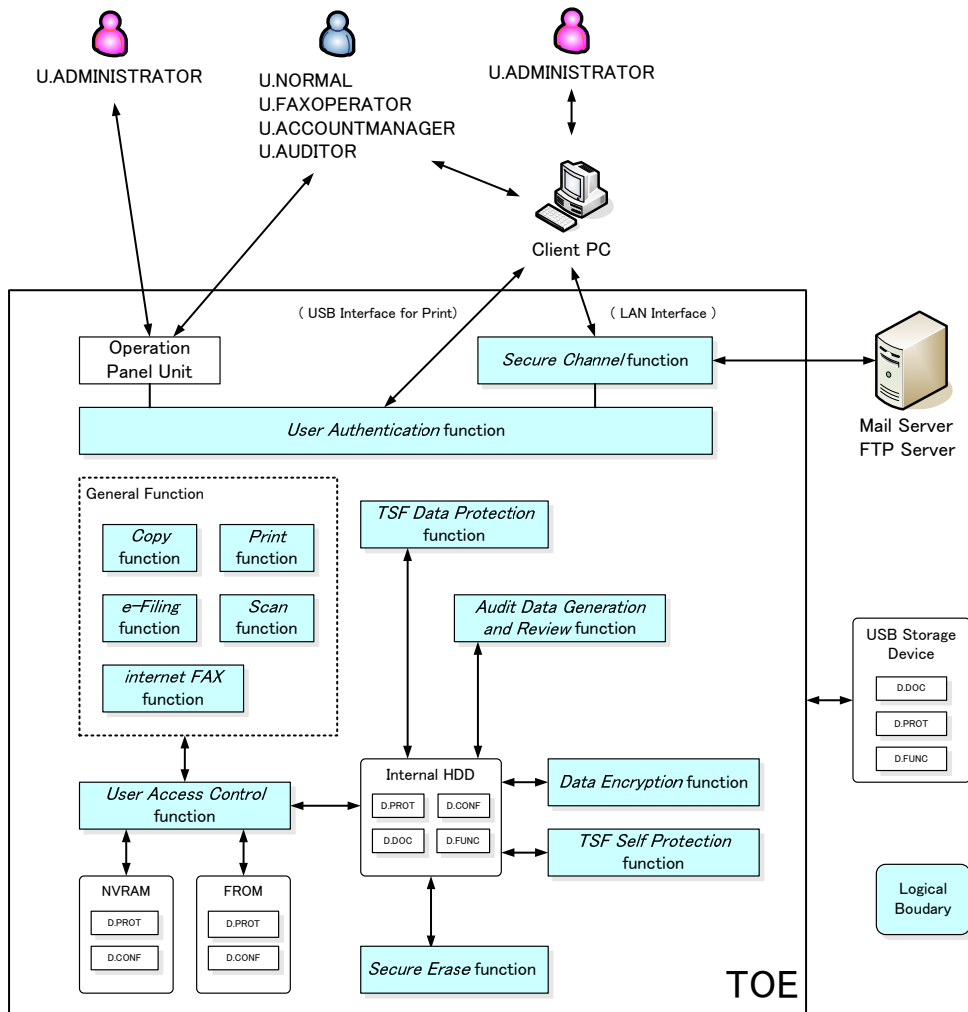 U.ADMINISTRATOR
U.NORMAL
U.FAXOPERATOR
U.ACCOUNTMANAGER
U.AUDITOR
U.ADMINISTRATOR
Client PC
( USB Interface for Print)
( LAN Interface )
Operation
Panel Unit
Secure Channel function
User Authentication function
Mail Server
FTP Server
General Function
Copy
function
Print
function
e-Filing
function
Scan
function
internet FAX
function
TSF Data Protection
function
Audit Data Generation
and Review function
USB Storage
Device
D.DOC
D.PROT
D.FUNC
User Access Control
function
Internal HDD
D.PROT
D.CONF
D.DOC
D.FUNC
Data Encryption function
TSF Self Protection
function
NVRAM
D.PROT
D.CONF
FROM
D.PROT
D.CONF
Secure Erase function
Logical
Boudary
TOE